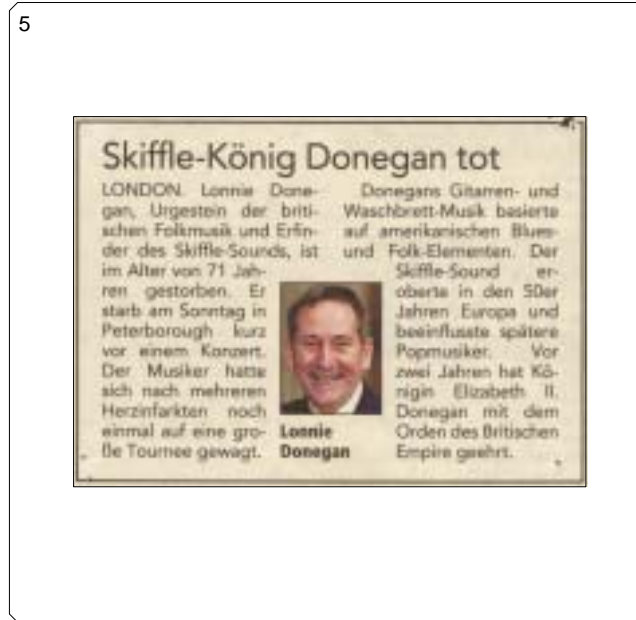 5
Skiffle-König Donegan tot
LONDON. Lonnie Done-
gan, Urgestein der briti-
schen Folkmusik und Erfin-
der des Skiffle-Sounds, ist
im Alter von 71 Jah-
ren gestorben. Er
starb am Sonntag in
Peterborough kurz
vor einem Konzert.
Der Musiker hatte
sich nach mehreren
Herzinfarkten noch
einmal auf eine gro-
ße Tournee gewagt.
Lonnie
Donegan
Donegans Gitarren- und
Waschbrett-Musik basierte
auf amerikanischen Blues-
und Folk-Elementen. Der
Skiffle-Sound er-
oberte in den 50er
Jahren Europa und
beeinflusste spätere
Popmusiker. Vor
zwei Jahren hat Kö-
nigin Elizabeth II.
Donegan mit dem
Orden des Britischen
Empire geehrt.